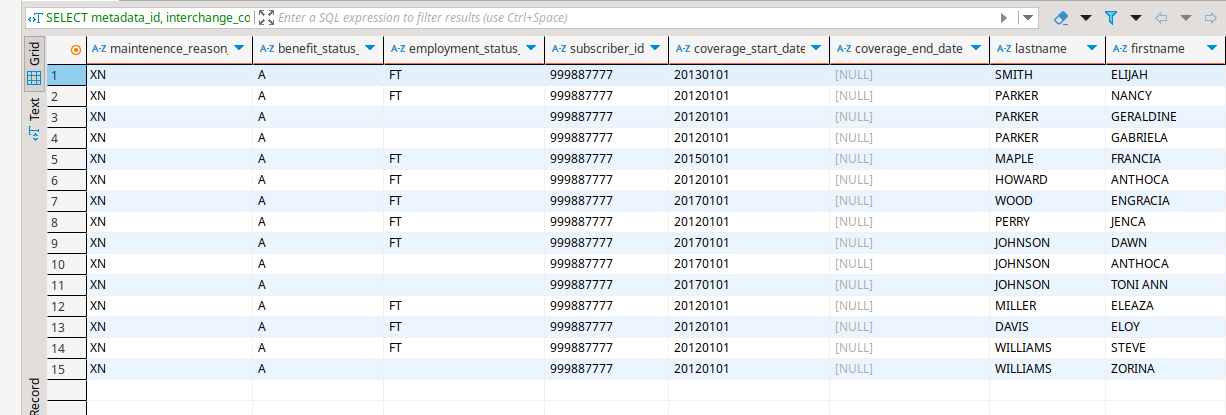 SELECT metadata_id, interchange_co Enter a SQL expression to filter results (use Ctrl+Space)
Grid
Text
Record
maintenence_reason_ benefit_status_ employment_status_ subscriber_id coverage_start_date coverage_end_date lastname firstname
1 XN A FT 999887777 20130101 [NULL] SMITH ELIJAH
2 XN A FT 999887777 20120101 [NULL] PARKER NANCY
3 XN A 999887777 20120101 [NULL] PARKER GERALDINE
4 XN A 999887777 20120101 [NULL] PARKER GABRIELA
5 XN A FT 999887777 20150101 [NULL] MAPLE FRANCIA
6 XN A FT 999887777 20120101 [NULL] HOWARD ANTHOCA
7 XN A FT 999887777 20170101 [NULL] WOOD ENGRACIA
8 XN A FT 999887777 20120101 [NULL] PERRY JENCA
9 XN A FT 999887777 20170101 [NULL] JOHNSON DAWN
10 XN A 999887777 20170101 [NULL] JOHNSON ANTHOCA
11 XN A 999887777 20170101 [NULL] JOHNSON TONI ANN
12 XN A FT 999887777 20120101 [NULL] MILLER ELEAZA
13 XN A FT 999887777 20120101 [NULL] DAVIS ELOY
14 XN A FT 999887777 20120101 [NULL] WILLIAMS STEVE
15 XN A 999887777 20120101 [NULL] WILLIAMS ZORINA